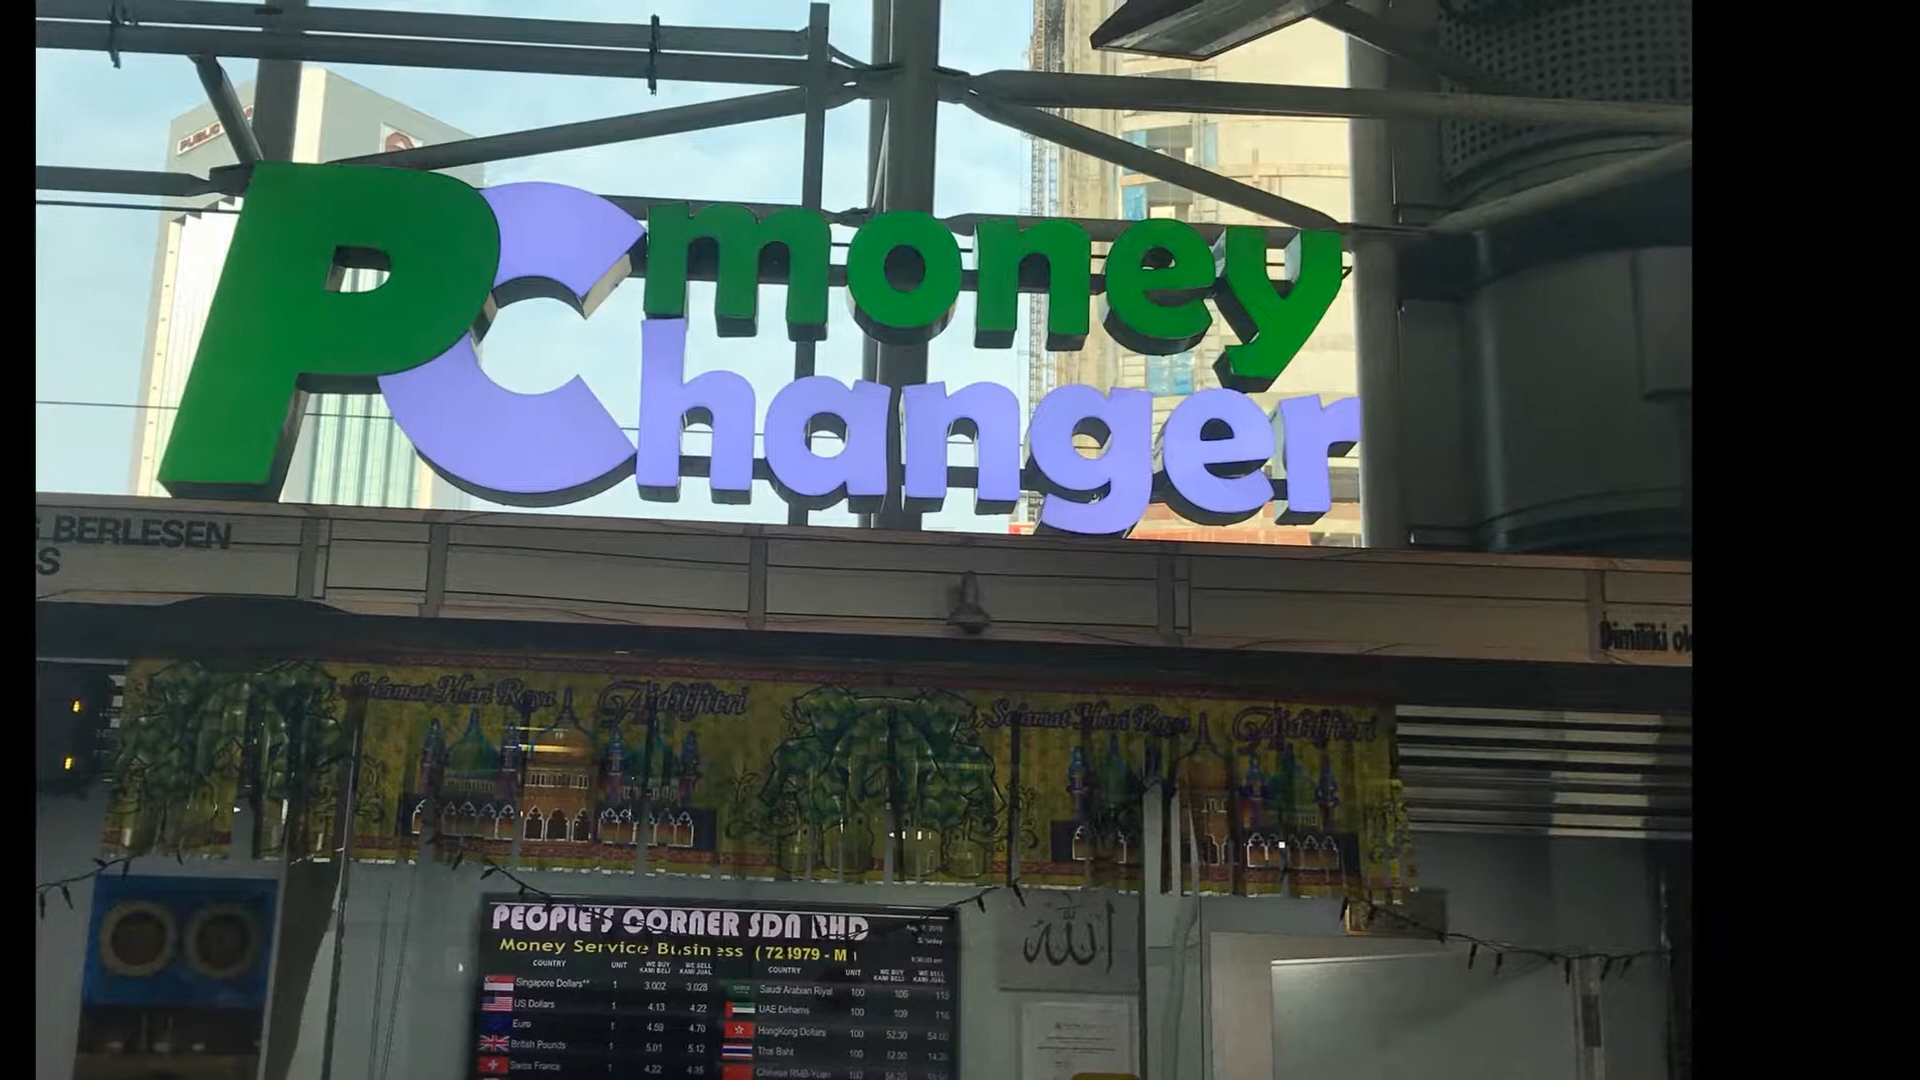 PUBLIC
PC money Changer
BERLESEN
S
Dimiliki
Selamat Hari Raya Aidilfitri
Selamat Hari Raya Aidilfitri
PEOPLE'S CORNER SDN BHD
Money Service Business (724979 - M)
COUNTRY UNIT WE BUY KAMI BELI WE SELL KAMI JUAL COUNTRY UNIT WE BUY KAMI BELI WE SELL KAMI JUAL
Singapore Dollars** 1 3.002 3.028 Saudi Arabian Riyal 100 106 115
US Dollars 1 4.13 4.22 UAE Dirhams 100 109 116
Euro 1 4.59 4.70 HongKong Dollars 100 52.30 54.00
British Pounds 1 5.01 5.12 Thai Baht 100 12.90
Swiss France 1 4.22 4.35 Chinese RMB-Yuan 100
الله